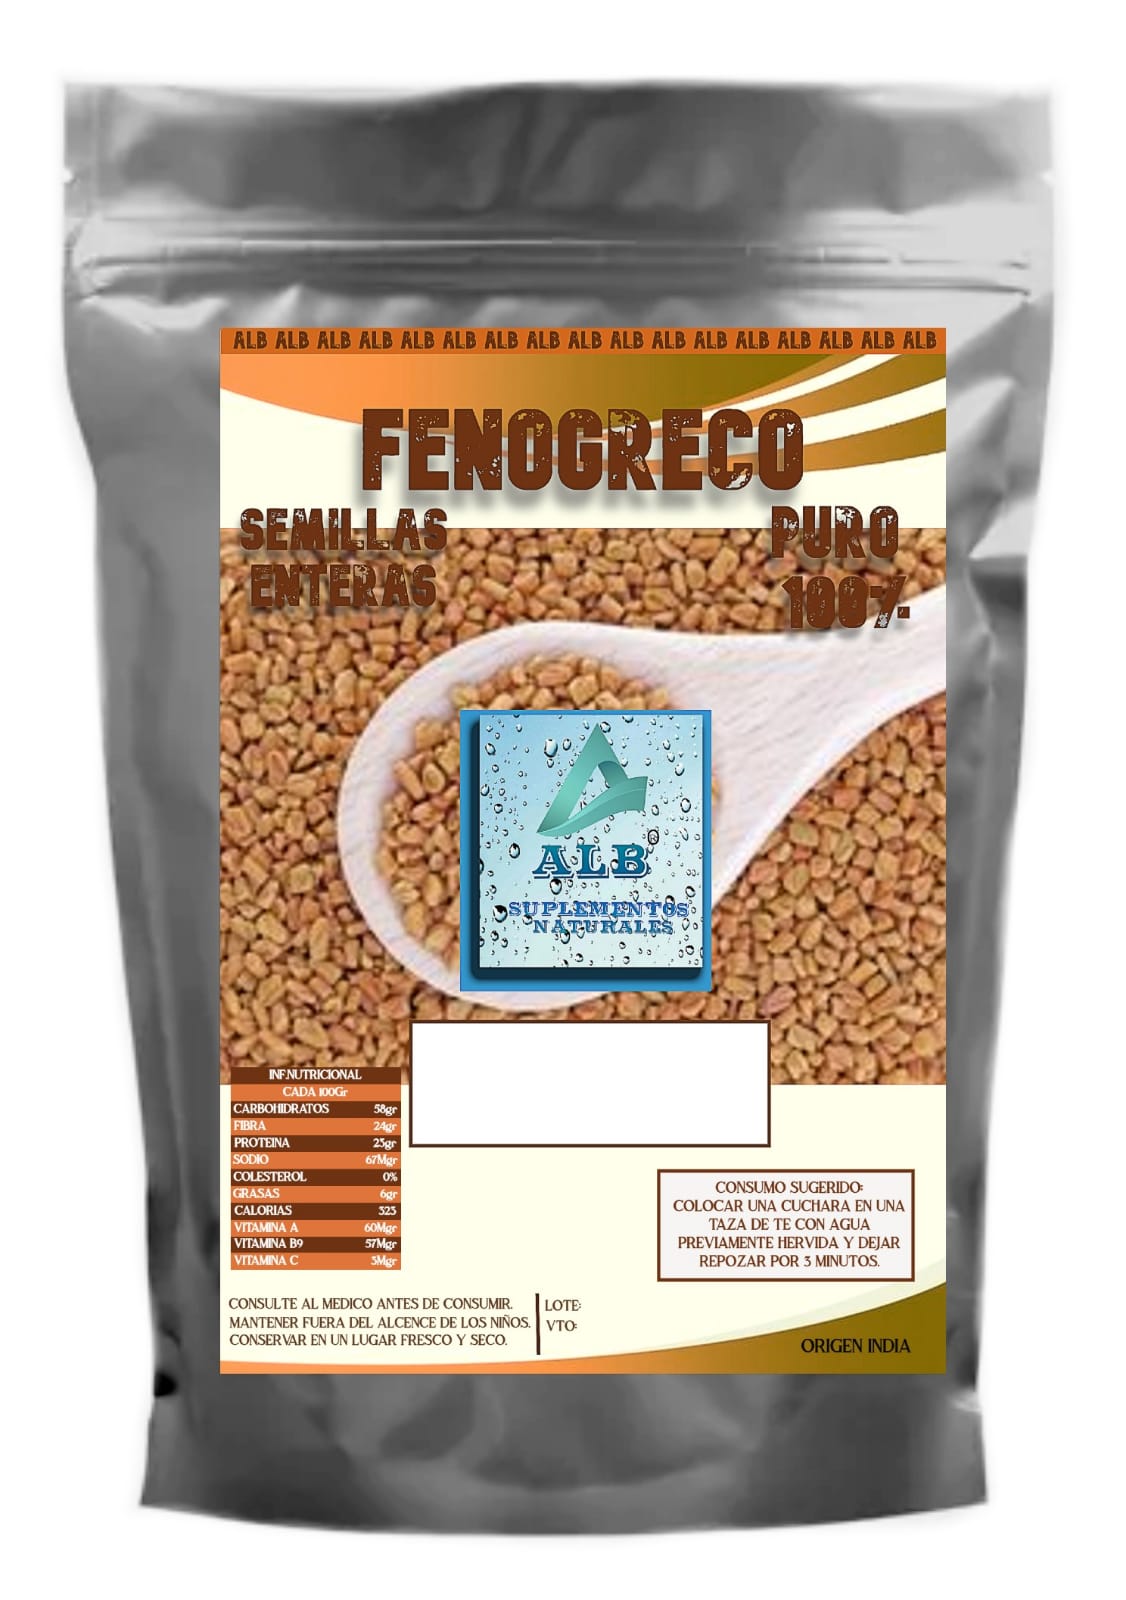 ALB ALB ALB ALB ALB ALB ALB ALB ALB ALB ALB ALB ALB ALB ALB ALB ALB
FENOGRECO
SEMILLAS
ENTERAS
PURO
100%
ALB®
SUPLEMENTOS
NATURALES
INF.NUTRICIONAL
CADA 100Gr
CARBOHIDRATOS 58gr
FIBRA 24gr
PROTEINA 23gr
SODIO 67Mgr
COLESTEROL 0%
GRASAS 6gr
CALORIAS 323
VITAMINA A 60Mgr
VITAMINA B9 57Mgr
VITAMINA C 3Mgr
CONSUMO SUGERIDO:
COLOCAR UNA CUCHARA EN UNA
TAZA DE TE CON AGUA
PREVIAMENTE HERVIDA Y DEJAR
REPOZAR POR 3 MINUTOS.
CONSULTE AL MEDICO ANTES DE CONSUMIR.
MANTENER FUERA DEL ALCENCE DE LOS NIÑOS.
CONSERVAR EN UN LUGAR FRESCO Y SECO.
LOTE:
VTO:
ORIGEN INDIA